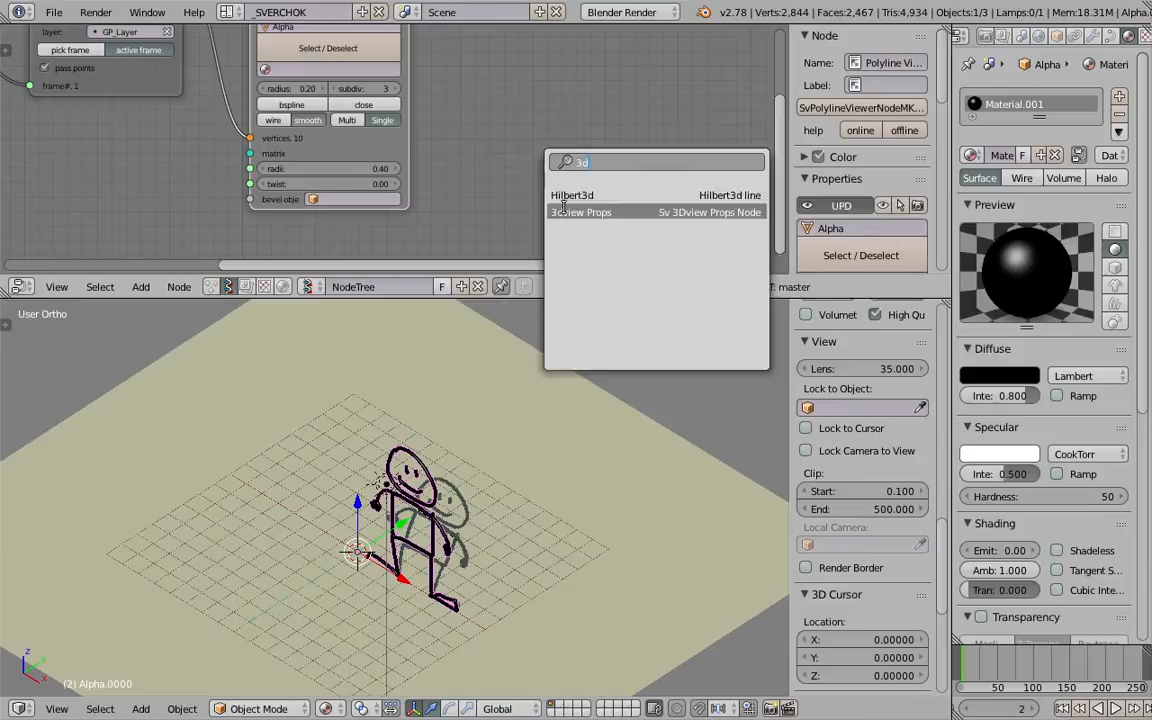 File Render Window Help _SVERCHOK Scene Blender Render v2.78 | Verts:2,844 | Faces:2,467 | Tris:4,934 | Objects:1/3 | Lamps:0/1 | Mem:18.31M | Alpha.
layer: GP_Layer
pick frame active frame
pass points
frame#. 1
Alpha
Select / Deselect
radius: 0.20 subdiv: 3
bspline close
wire smooth Multi Single
vertices. 10
matrix
radii: 0.40
twist: 0.00
bevel obje
3d
Hilbert3d Hilbert3d line
3dview Props Sv 3Dview Props Node
Node
Name: Polyline Vi...
Label:
SvPolylineViewerNodeMK...
help online offline
Color
Properties
UPD
Alpha
Select / Deselect
View Select Add Node NodeTree F T: master
User Ortho
(2) Alpha.0000
Volumet High Qu
View
Lens: 35.000
Lock to Object:
Lock to Cursor
Lock Camera to View
Clip:
Start: 0.100
End: 500.000
Local Camera:
Render Border
3D Cursor
Location:
X: 0.00000
Y: 0.00000
Z: 0.00000
View Select Add Object Object Mode Global
Alpha Materi
Material.001
Mate F Dat
Surface Wire Volume Halo
Preview
Diffuse
Lambert
Inte: 0.800 Ramp
Specular
CookTorr
Inte: 0.500 Ramp
Hardness: 50
Shading
Emit: 0.00 Shadeless
Amb: 1.000 Tangent S...
Tran: 0.000 Cubic Inte...
Transparency
50 100 150 200 250
2